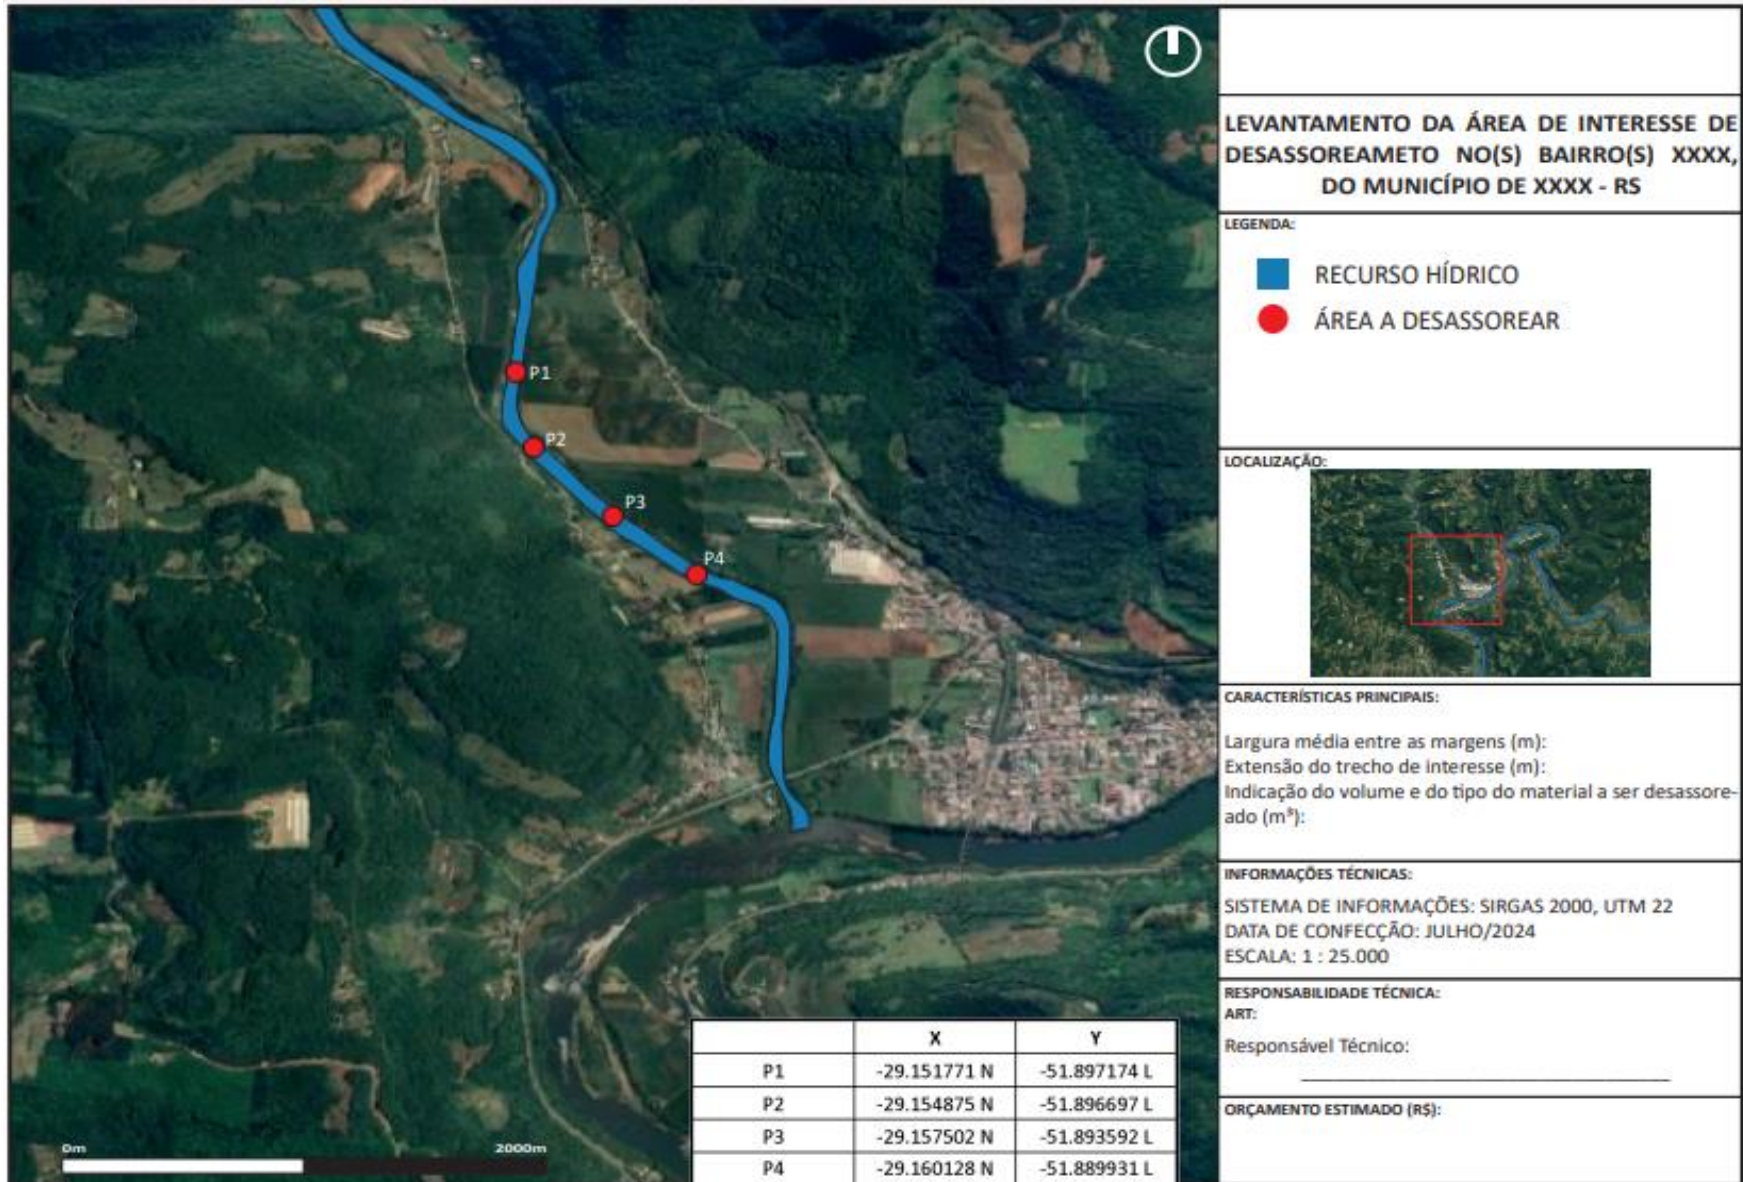 P1
P2
P3
P4
0m
2000m
X Y
P1 -29.151771 N -51.897174 L
P2 -29.154875 N -51.896697 L
P3 -29.157502 N -51.893592 L
P4 -29.160128 N -51.889931 L
LEVANTAMENTO DA ÁREA DE INTERESSE DE
DESASSOREAMETO NO(S) BAIRRO(S) XXXX,
DO MUNICÍPIO DE XXXX - RS
LEGENDA:
RECURSO HÍDRICO
ÁREA A DESASSOREAR
LOCALIZAÇÃO:
CARACTERÍSTICAS PRINCIPAIS:
Largura média entre as margens (m):
Extensão do trecho de interesse (m):
Indicação do volume e do tipo do material a ser desassore-
ado (m³):
INFORMAÇÕES TÉCNICAS:
SISTEMA DE INFORMAÇÕES: SIRGAS 2000, UTM 22
DATA DE CONFECÇÃO: JULHO/2024
ESCALA: 1 : 25.000
RESPONSABILIDADE TÉCNICA:
ART:
Responsável Técnico:
ORÇAMENTO ESTIMADO (R$):